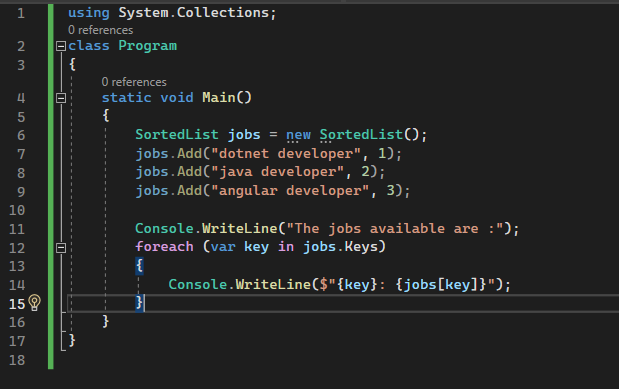 1 using System.Collections;
0 references
2 class Program
3 {
0 references
4 static void Main()
5 {
6 SortedList jobs = new SortedList();
7 jobs.Add("dotnet developer", 1);
8 jobs.Add("java developer", 2);
9 jobs.Add("angular developer", 3);
10
11 Console.WriteLine("The jobs available are :");
12 foreach (var key in jobs.Keys)
13 {
14 Console.WriteLine($"{key}: {jobs[key]}");
15 }
16 }
17 }
18